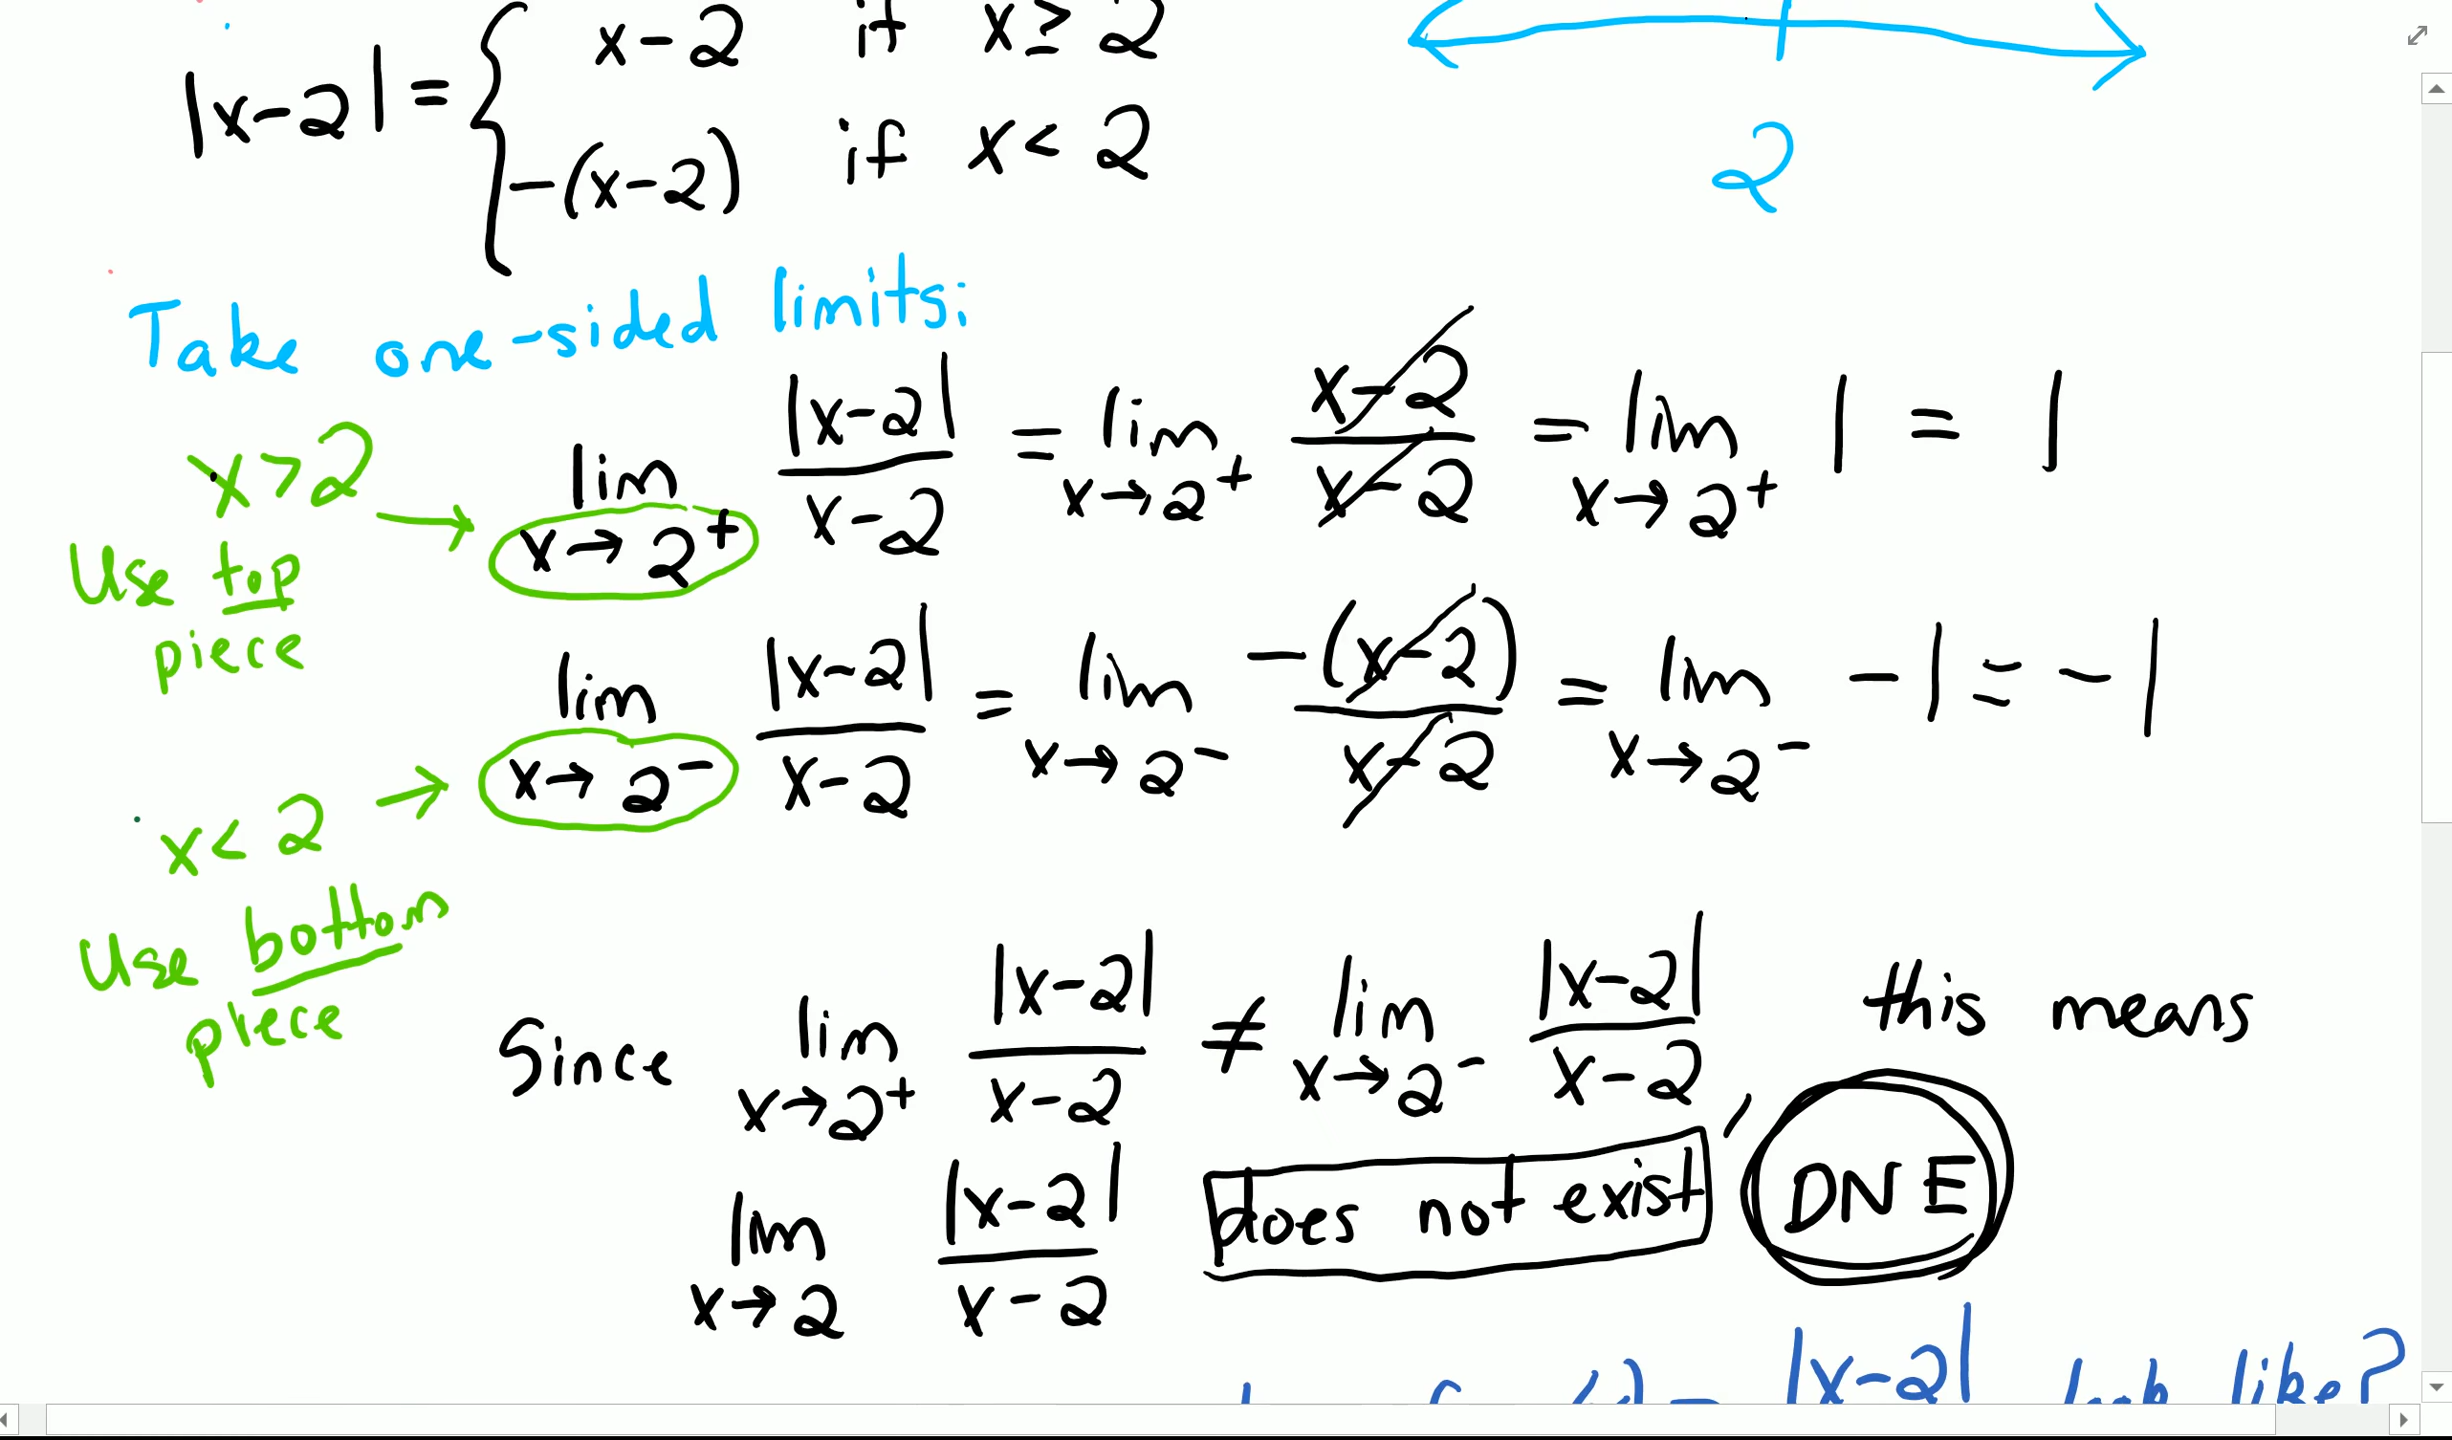 |x-2| = { x-2 if x ≥ 2
-(x-2) if x < 2
2
Take one-sided limits:
x > 2 → lim x→2⁺ |x-2|/(x-2) = lim x→2⁺ (x-2)/(x-2) = lim x→2⁺ 1 = 1
Use top
piece
x < 2 → lim x→2⁻ |x-2|/(x-2) = lim x→2⁻ -(x-2)/(x-2) = lim x→2⁻ -1 = -1
Use bottom
piece
Since lim x→2⁺ |x-2|/(x-2) ≠ lim x→2⁻ |x-2|/(x-2), this means
lim x→2 |x-2|/(x-2) does not exist DNE
|x-2| look like?